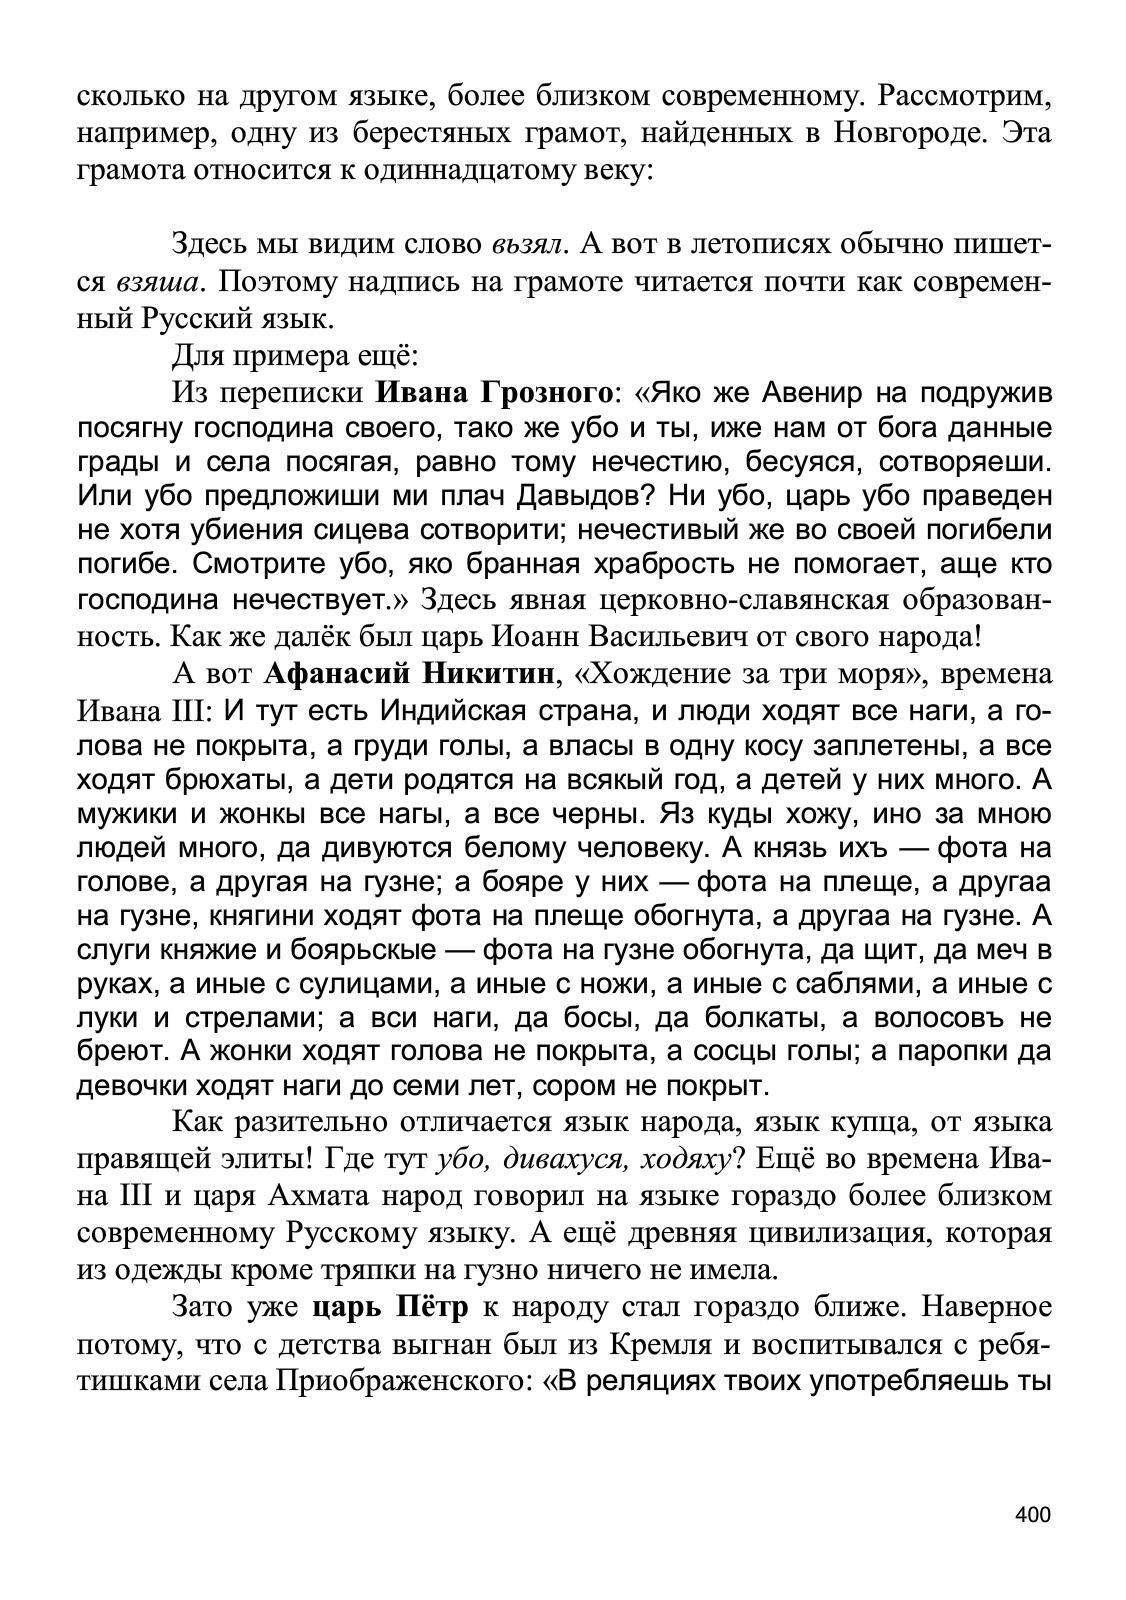 сколько на другом языке, более близком современному. Рассмотрим,
например, одну из берестяных грамот, найденных в Новгороде. Эта
грамота относится к одиннадцатому веку:
Здесь мы видим слово вьзял. А вот в летописях обычно пишет-
ся взяша. Поэтому надпись на грамоте читается почти как современ-
ный Русский язык.
Для примера ещё:
Из переписки Ивана Грозного: «Яко же Авенир на подружив
посягну господина своего, тако же убо и ты, иже нам от бога данные
грады и села посягая, равно тому нечестию, бесуяся, сотворяеши.
Или убо предложиши ми плач Давыдов? Ни убо, царь убо праведен
не хотя убиения сицева сотворити; нечестивый же во своей погибели
погибе. Смотрите убо, яко бранная храбрость не помогает, аще кто
господина нечествует.» Здесь явная церковно-славянская образован-
ность. Как же далёк был царь Иоанн Васильевич от свого народа!
А вот Афанасий Никитин, «Хождение за три моря», времена
Ивана III: И тут есть Индийская страна, и люди ходят все наги, а го-
лова не покрыта, а груди голы, а власы в одну косу заплетены, а все
ходят брюхаты, а дети родятся на всякый год, а детей у них много. А
мужики и жонкы все нагы, а все черны. Яз куды хожу, ино за мною
людей много, да дивуются белому человеку. А князь ихъ — фота на
голове, а другая на гузне; а бояре у них — фота на плеще, а другаа
на гузне, княгини ходят фота на плеще обогнута, а другаа на гузне. А
слуги княжие и боярьскые — фота на гузне обогнута, да щит, да меч в
руках, а иные с сулицами, а иные с ножи, а иные с саблями, а иные с
луки и стрелами; а вси наги, да босы, да болкаты, а волосовъ не
бреют. А жонки ходят голова не покрыта, а сосцы голы; а паропки да
девочки ходят наги до семи лет, сором не покрыт.
Как разительно отличается язык народа, язык купца, от языка
правящей элиты! Где тут убо, дивахуся, ходяху? Ещё во времена Ива-
на III и царя Ахмата народ говорил на языке гораздо более близком
современному Русскому языку. А ещё древняя цивилизация, которая
из одежды кроме тряпки на гузно ничего не имела.
Зато уже царь Пётр к народу стал гораздо ближе. Наверное
потому, что с детства выгнан был из Кремля и воспитывался с ребя-
тишками села Приображенского: «В реляциях твоих употребляешь ты
400